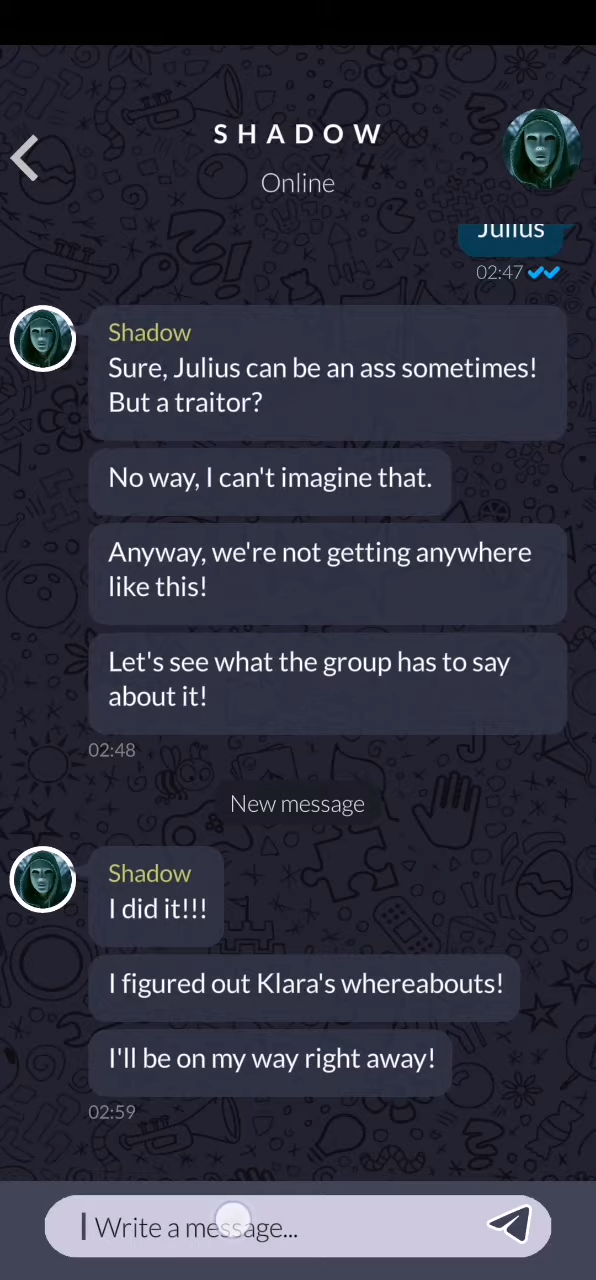 SHADOW
Online
Julius
02:47
Shadow
Sure, Julius can be an ass sometimes!
But a traitor?
No way, I can't imagine that.
Anyway, we're not getting anywhere
like this!
Let's see what the group has to say
about it!
02:48
New message
Shadow
I did it!!!
I figured out Klara's whereabouts!
I'll be on my way right away!
02:59
Write a message...